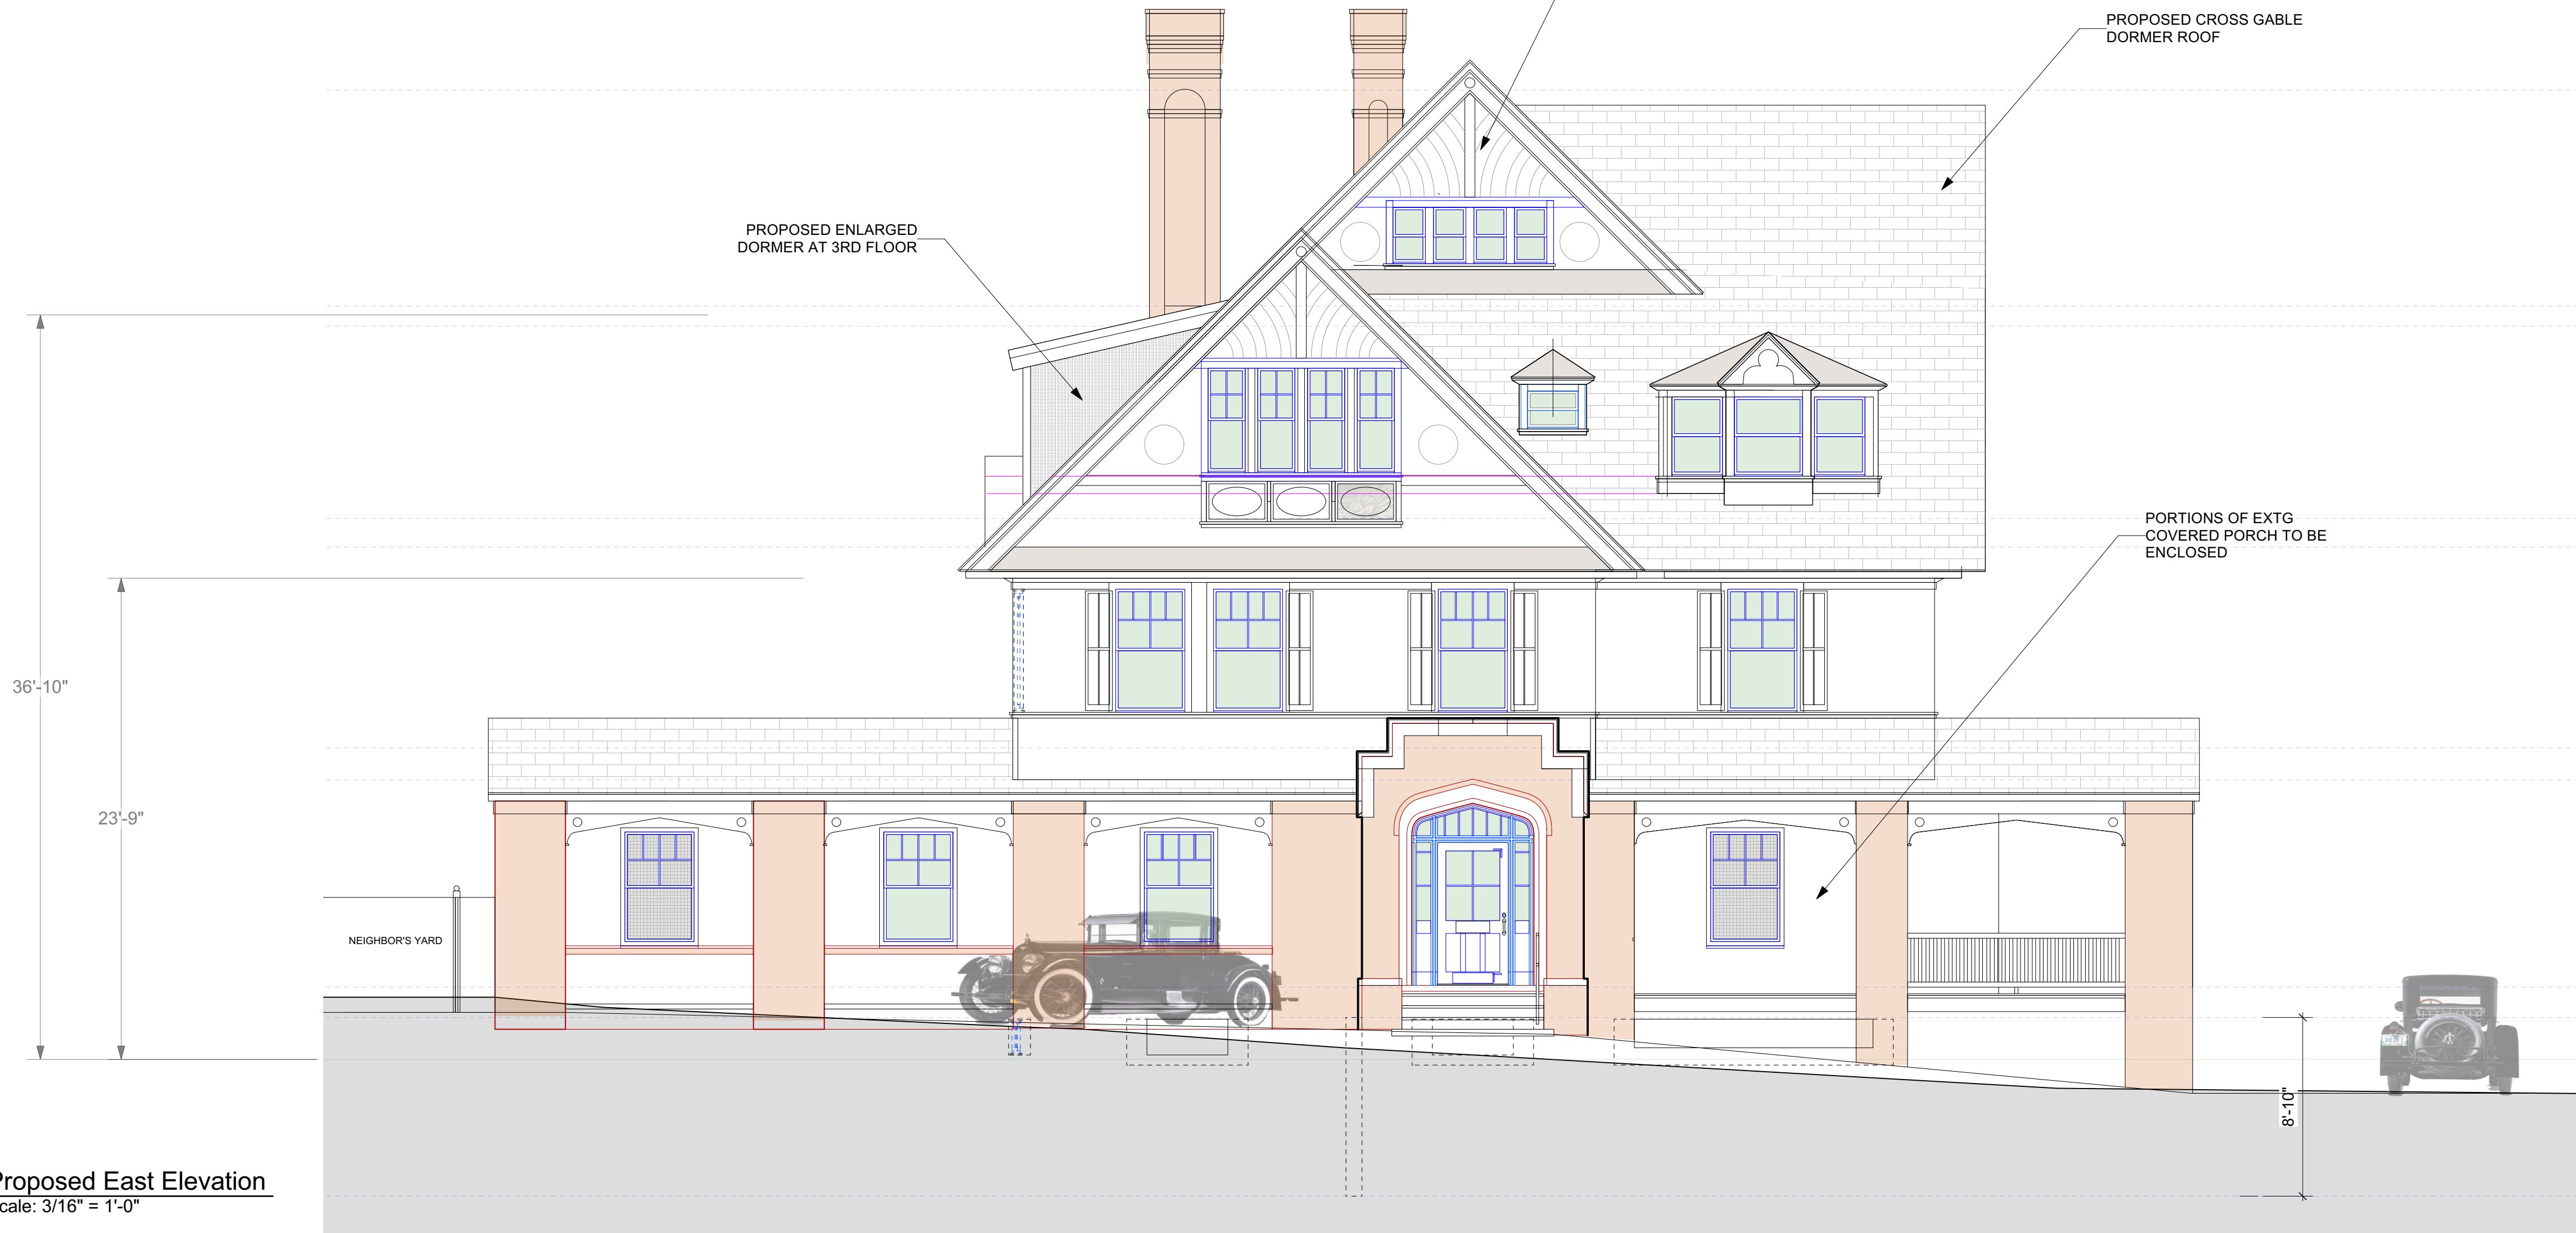 PROPOSED CROSS GABLE
DORMER ROOF
PROPOSED ENLARGED
DORMER AT 3RD FLOOR
PORTIONS OF EXTG
COVERED PORCH TO BE
ENCLOSED
36'-10"
23'-9"
NEIGHBOR'S YARD
8'-10"
Proposed East Elevation
cale: 3/16" = 1'-0"